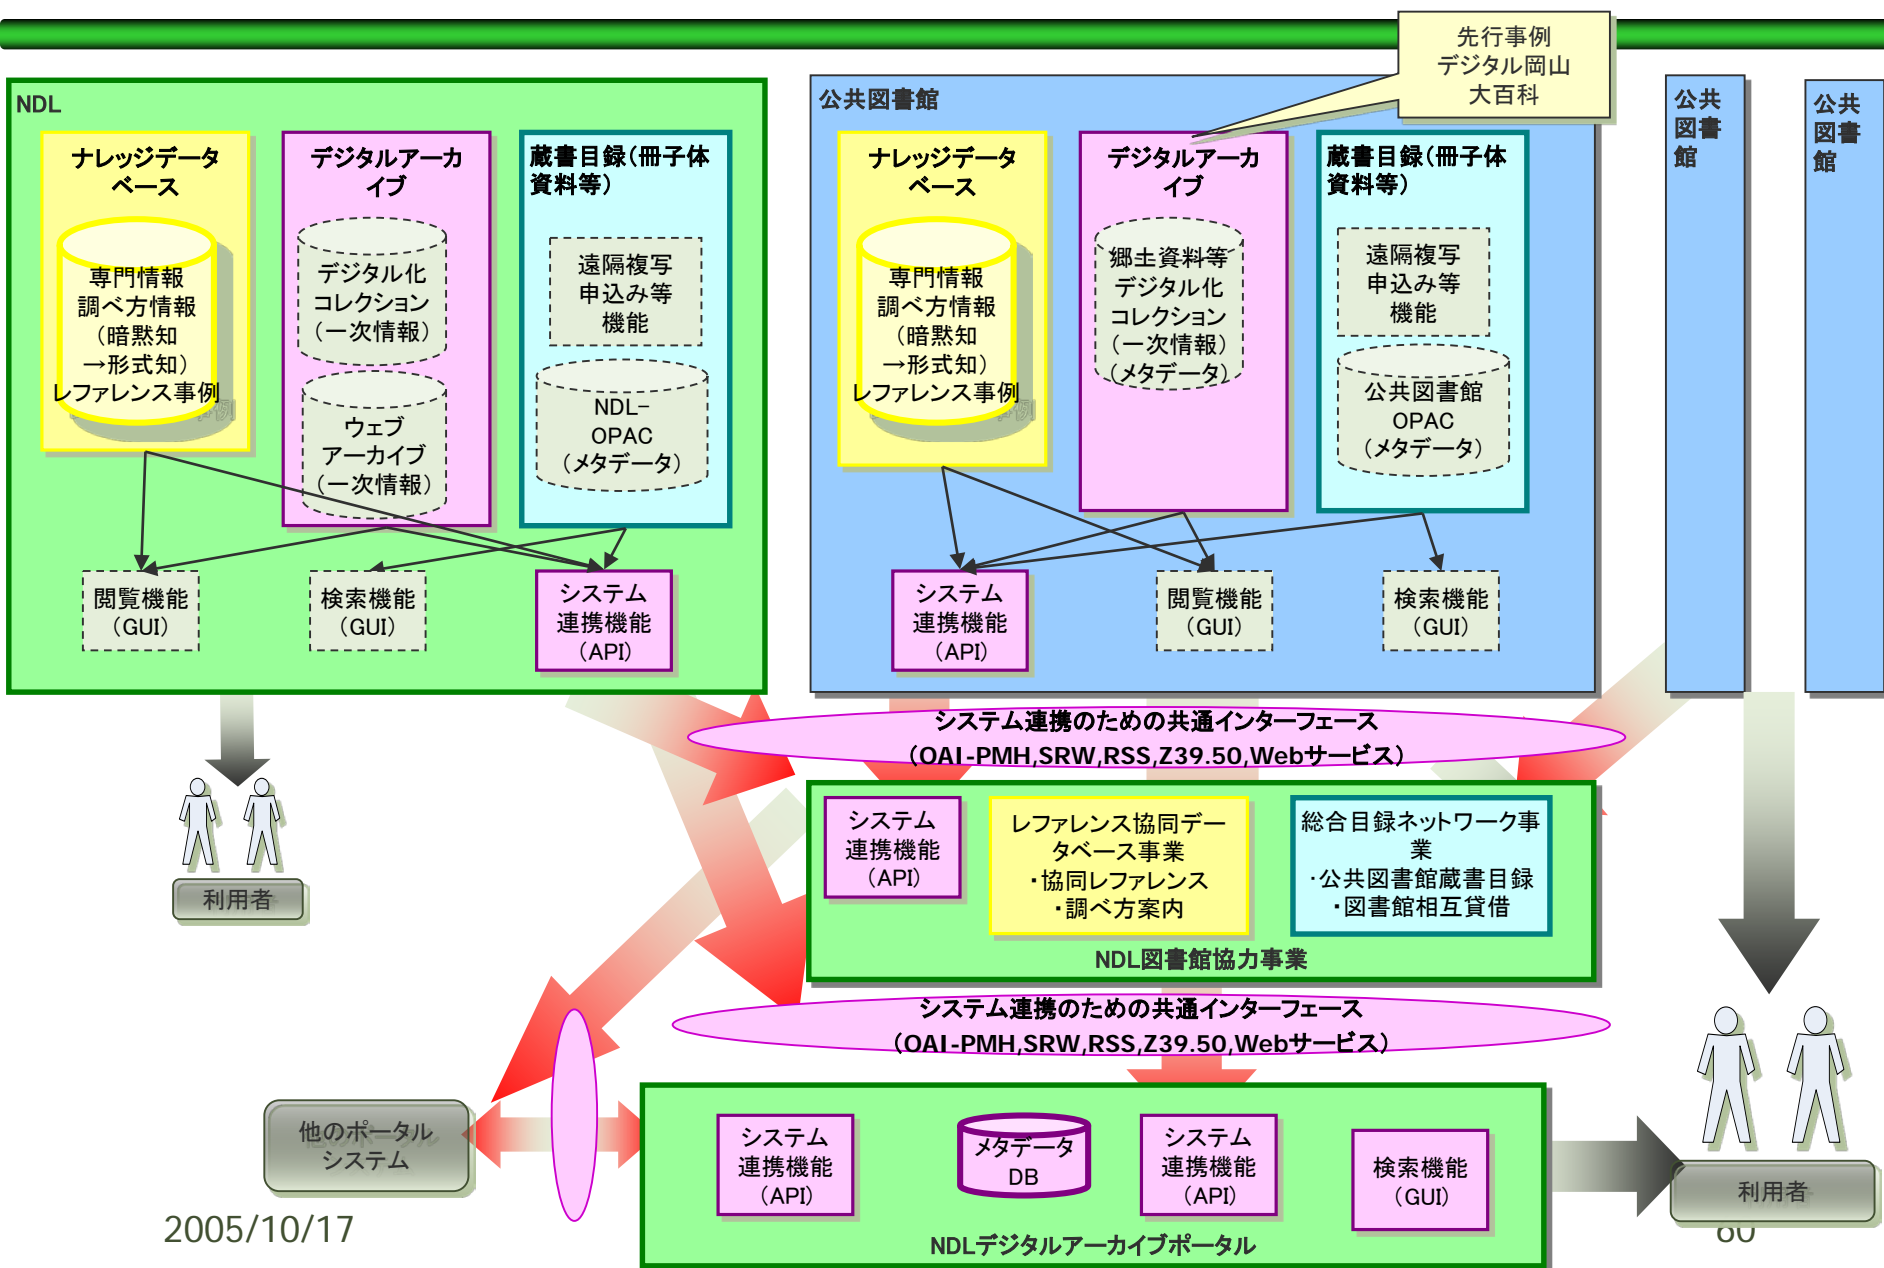 先行事例
デジタル岡山
大百科
NDL
ナレッジデータ
ベース
専門情報
調べ方情報
（暗黙知
→形式知）
レファレンス事例
デジタルアーカ
イブ
デジタル化
コレクション
（一次情報）
ウェブ
アーカイブ
（一次情報）
蔵書目録（冊子体
資料等）
遠隔複写
申込み等
機能
NDL-
OPAC
（メタデータ）
閲覧機能
（GUI）
検索機能
（GUI）
システム
連携機能
（API）
公共図書館
ナレッジデータ
ベース
専門情報
調べ方情報
（暗黙知
→形式知）
レファレンス事例
デジタルアーカ
イブ
郷土資料等
デジタル化
コレクション
（一次情報）
（メタデータ）
蔵書目録（冊子体
資料等）
遠隔複写
申込み等
機能
公共図書館
OPAC
（メタデータ）
システム
連携機能
（API）
閲覧機能
（GUI）
検索機能
（GUI）
公共
図書
館
公共
図書
館
システム連携のための共通インターフェース
（OAI-PMH,SRW,RSS,Z39.50,Webサービス）
システム
連携機能
（API）
レファレンス協同デー
タベース事業
・協同レファレンス
・調べ方案内
総合目録ネットワーク事
業
・公共図書館蔵書目録
・図書館相互貸借
NDL図書館協力事業
利用者
システム連携のための共通インターフェース
（OAI-PMH,SRW,RSS,Z39.50,Webサービス）
他のポータル
システム
システム
連携機能
（API）
メタデータ
DB
システム
連携機能
（API）
検索機能
（GUI）
NDLデジタルアーカイブポータル
利用者
2005/10/17
60